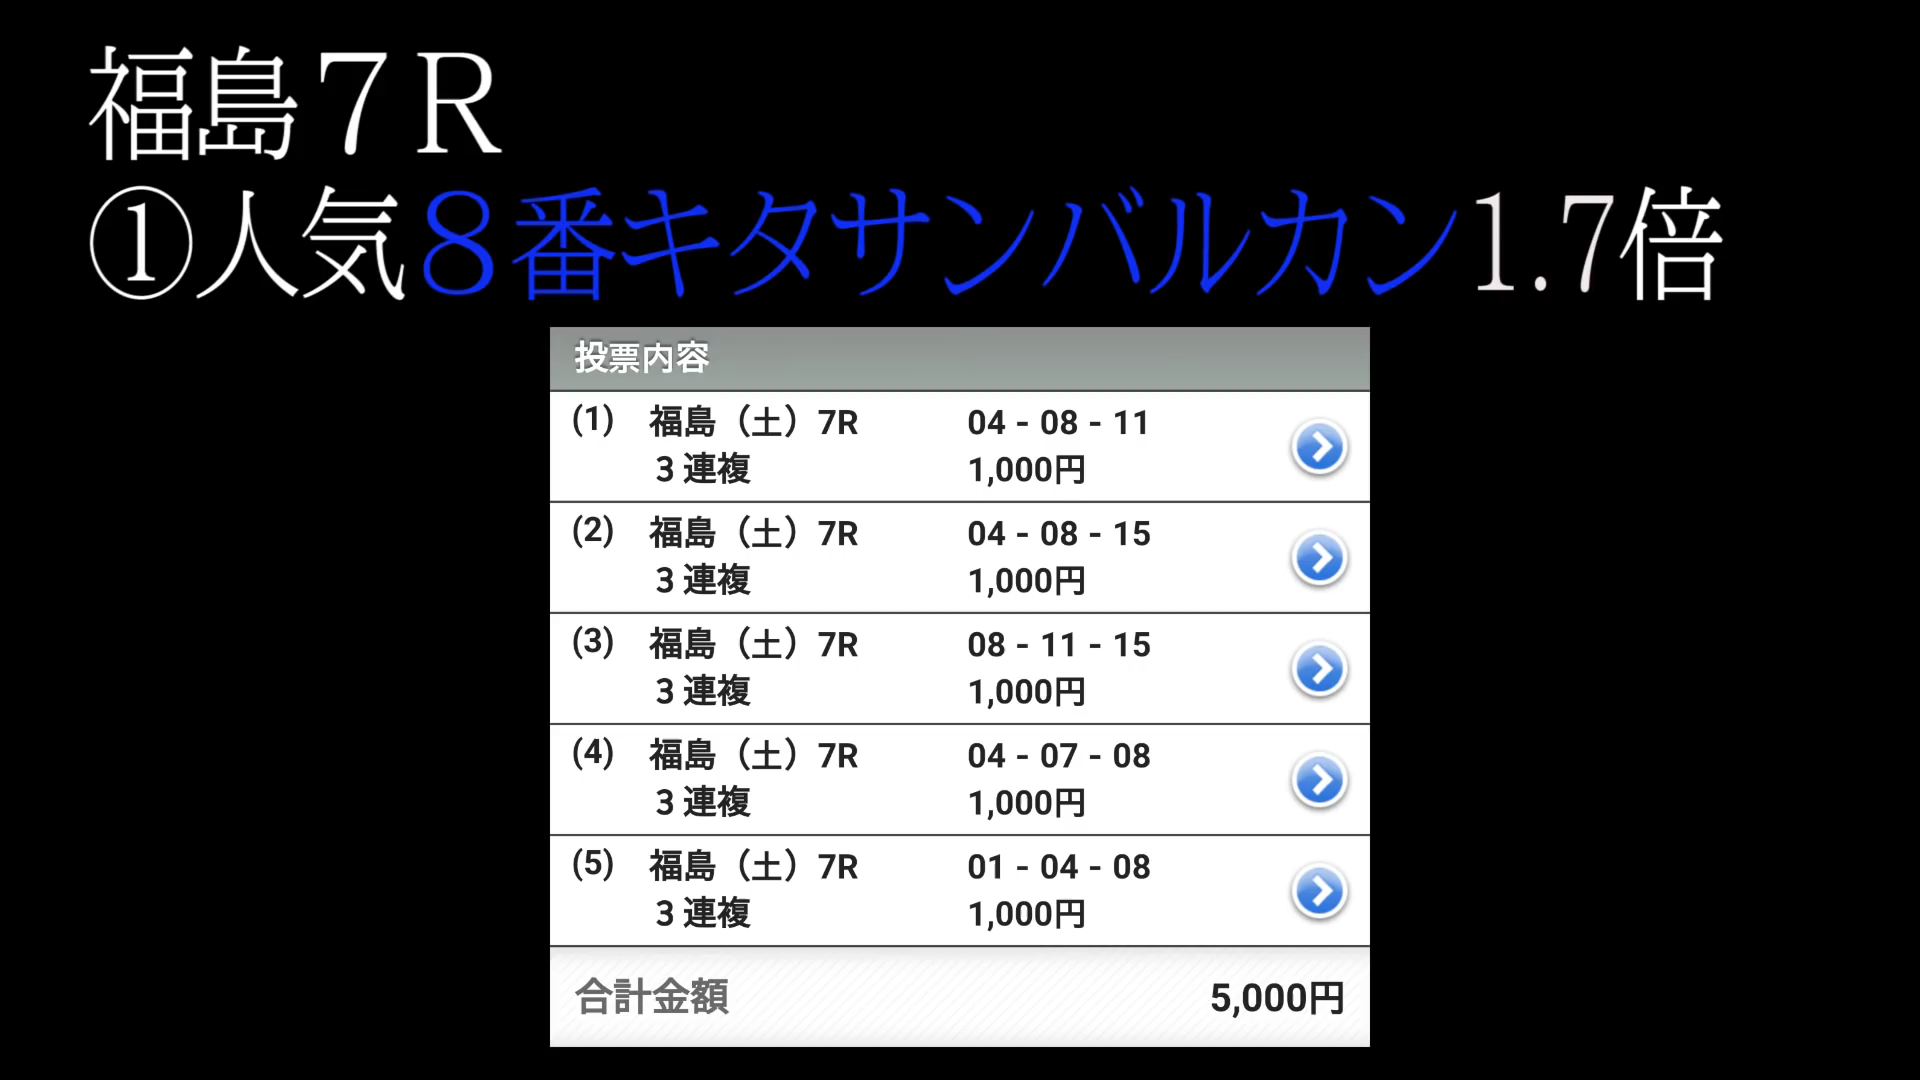 福島７Ｒ
①人気８番キタサンバルカン1.7倍
投票内容
(1) 福島（土）7R 04 - 08 - 11
３連複 1,000円
(2) 福島（土）7R 04 - 08 - 15
３連複 1,000円
(3) 福島（土）7R 08 - 11 - 15
３連複 1,000円
(4) 福島（土）7R 04 - 07 - 08
３連複 1,000円
(5) 福島（土）7R 01 - 04 - 08
３連複 1,000円
合計金額 5,000円